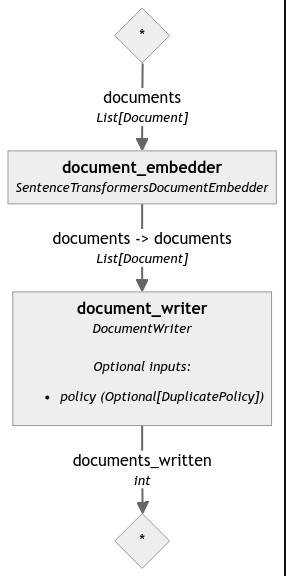 *
documents
List[Document]
document_embedder
SentenceTransformersDocumentEmbedder
documents -> documents
List[Document]
document_writer
DocumentWriter
Optional inputs:
• policy (Optional[DuplicatePolicy])
documents_written
int
*